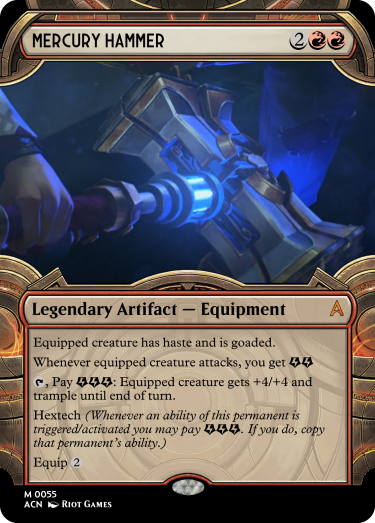 MERCURY HAMMER 2
Legendary Artifact — Equipment
Equipped creature has haste and is goaded.
Whenever equipped creature attacks, you get
, Pay : Equipped creature gets +4/+4 and
trample until end of turn.
Hextech (Whenever an ability of this permanent is
triggered/activated you may pay . If you do, copy
that permanent's ability.)
Equip 2
M 0055
ACN Riot Games